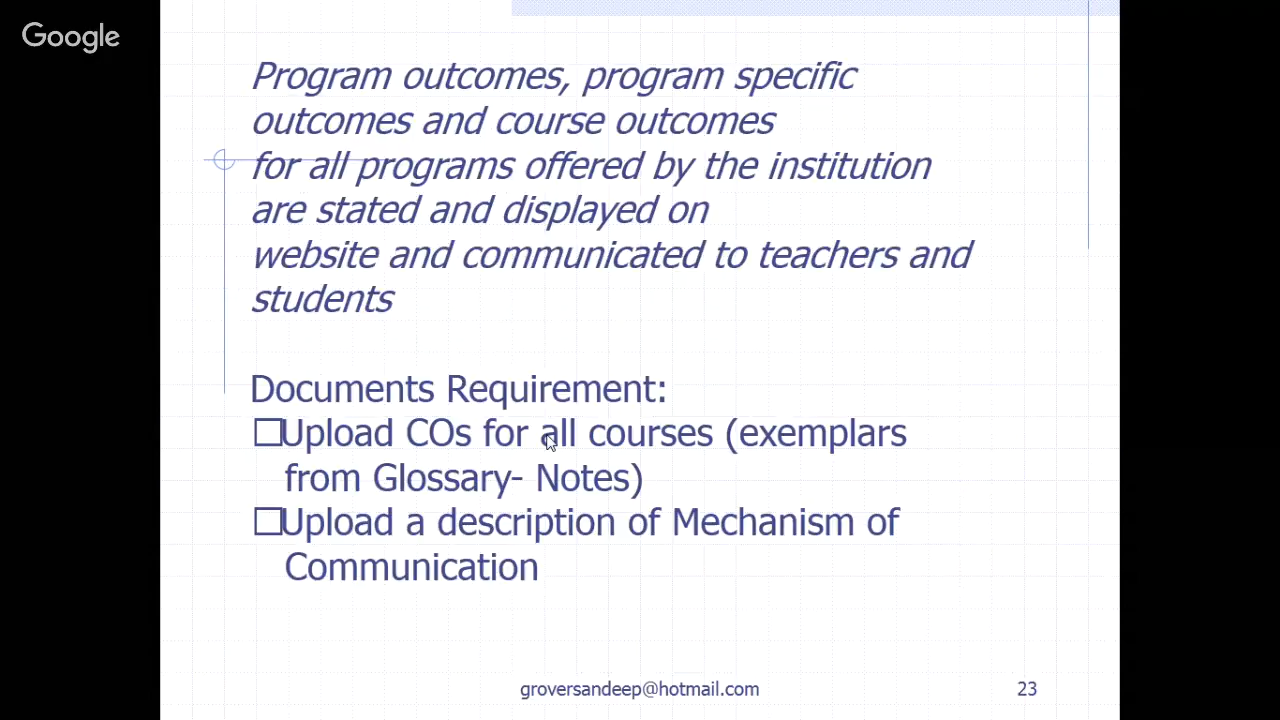 Google
Program outcomes, program specific
outcomes and course outcomes
for all programs offered by the institution
are stated and displayed on
website and communicated to teachers and
students
Documents Requirement:
☐Upload COs for all courses (exemplars
from Glossary- Notes)
☐Upload a description of Mechanism of
Communication
groversandeep@hotmail.com
23